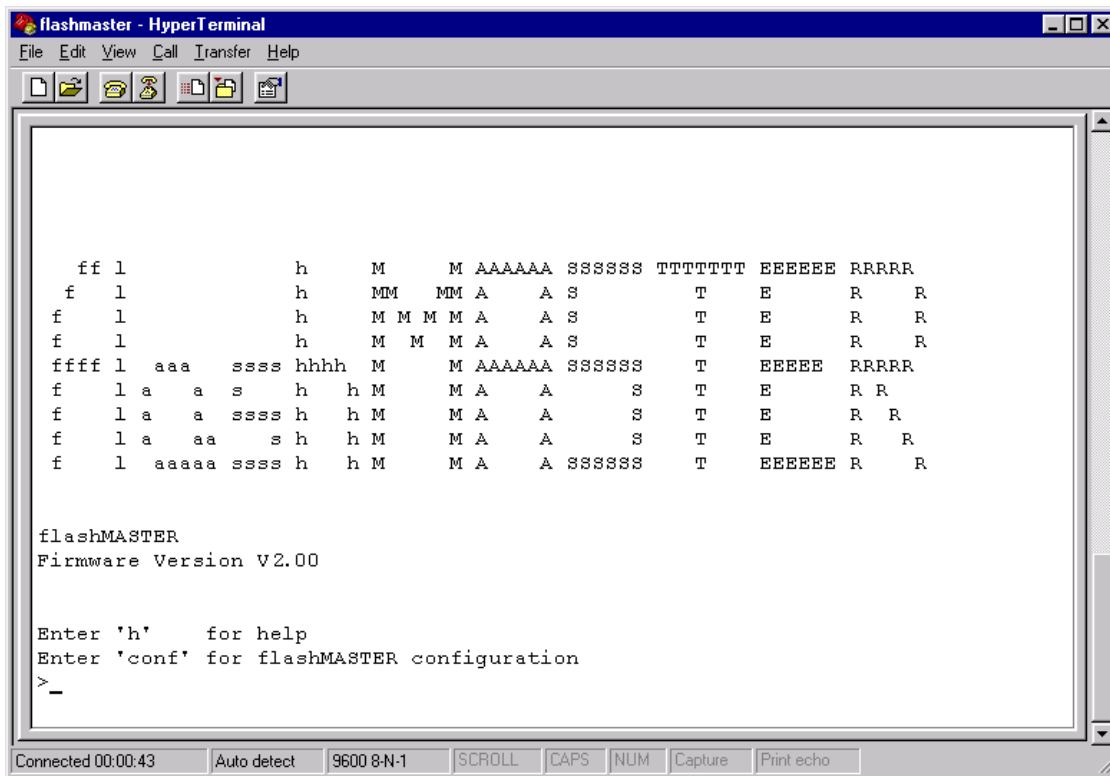 flashmaster - HyperTerminal
File Edit View Call Transfer Help
    ff l             h     M     M AAAAAA SSSSSS TTTTTTT EEEEEE RRRRR
   f   l             h     MM   MM A    A S         T    E      R    R
  f    l             h     M M M M A    A S         T    E      R    R
  f    l             h     M  M  M A    A S         T    E      R    R
  ffff l  aaa   ssss hhhh  M     M AAAAAA SSSSSS    T    EEEEE  RRRRR
  f    l a   a  s    h   h M     M A    A      S    T    E      R R
  f    l a   a  ssss h   h M     M A    A      S    T    E      R  R
  f    l a   aa    s h   h M     M A    A      S    T    E      R   R
  f    l  aaaaa ssss h   h M     M A    A SSSSSS    T    EEEEEE R    R
flashMASTER
Firmware Version V2.00
Enter 'h'    for help
Enter 'conf' for flashMASTER configuration
>_
Connected 00:00:43 Auto detect 9600 8-N-1 SCROLL CAPS NUM Capture Print echo